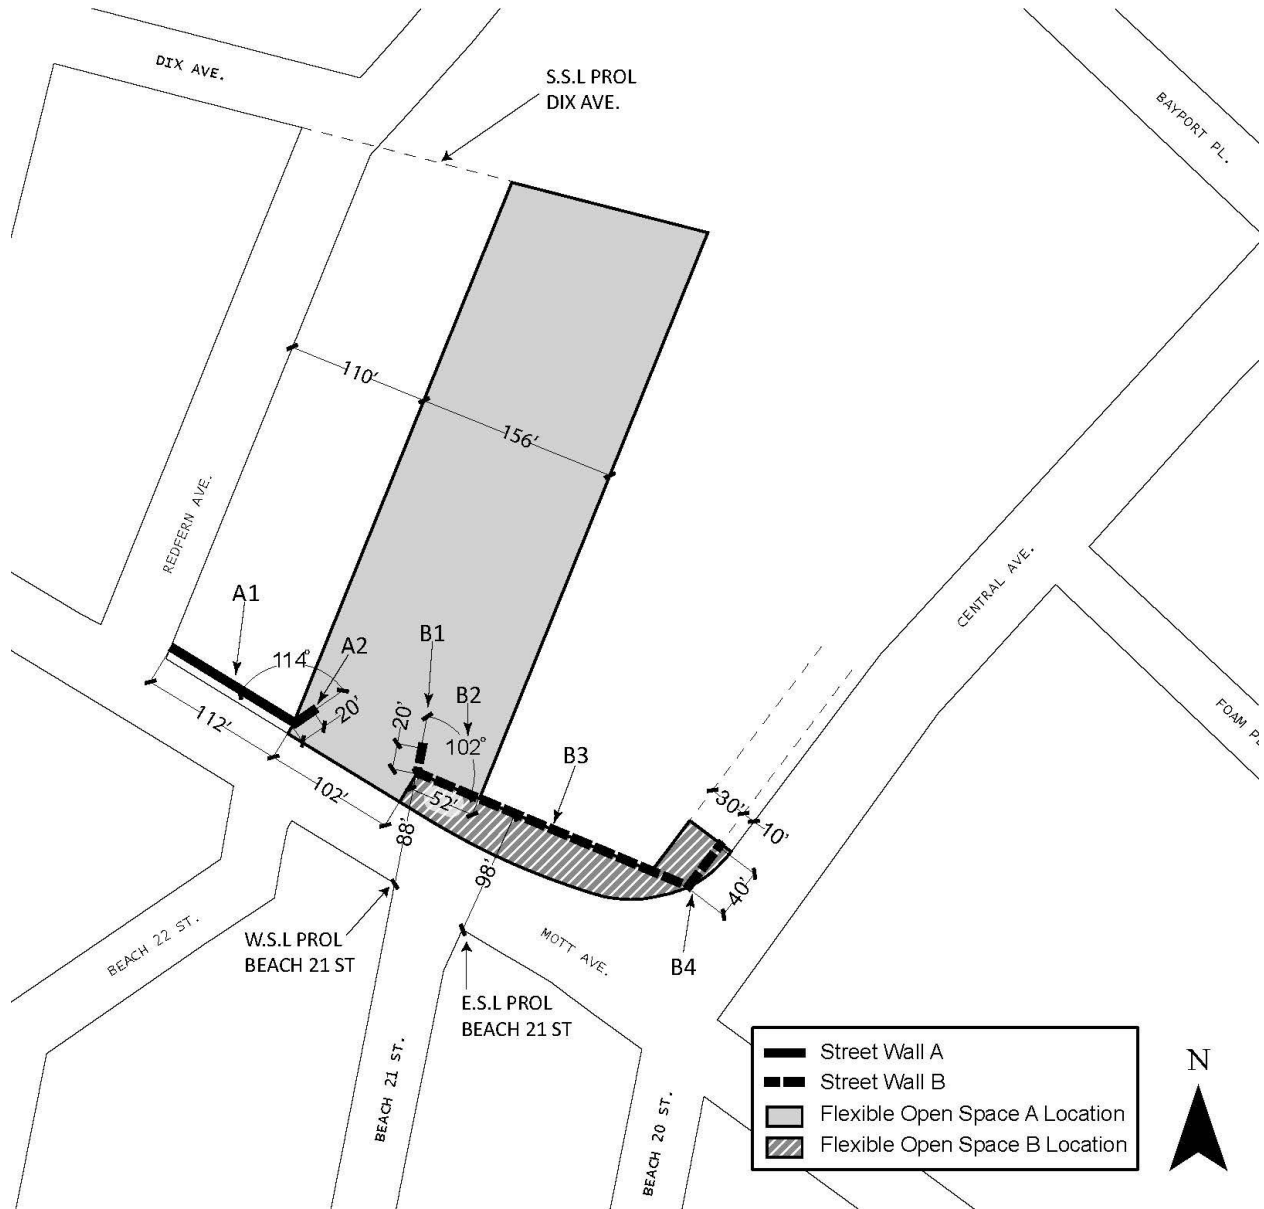 DIX AVE.
S.S.L PROL
DIX AVE.
BAYPORT PL.
110'
156'
REDFERN AVE.
CENTRAL AVE.
A1
A2
B1
114°
B2
20'
20'
112'
102°
B3
FOAM
102'
52'
30'
10'
88'
98'
40'
W.S.L PROL
BEACH 21 ST
BEACH 22 ST.
MOTT AVE.
B4
E.S.L PROL
BEACH 21 ST
BEACH 21 ST.
BEACH 20 ST.
Street Wall A
Street Wall B
Flexible Open Space A Location
Flexible Open Space B Location
N